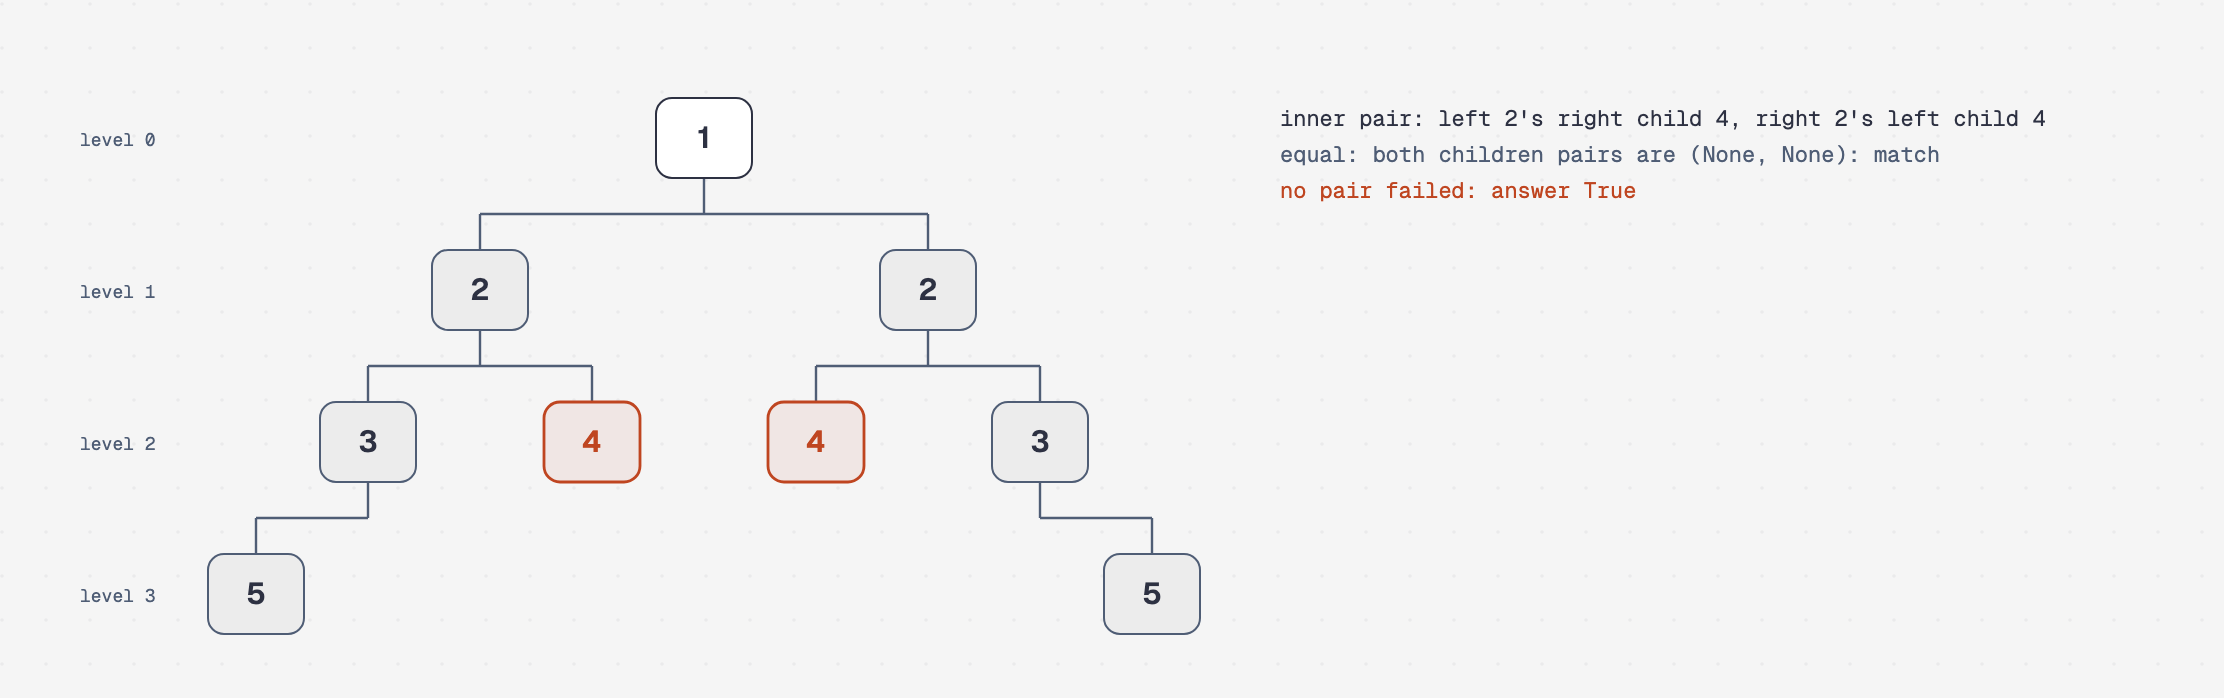 level 0
1
inner pair: left 2's right child 4, right 2's left child 4
equal: both children pairs are (None, None): match
no pair failed: answer True
level 1
2
2
level 2
3
4
4
3
level 3
5
5